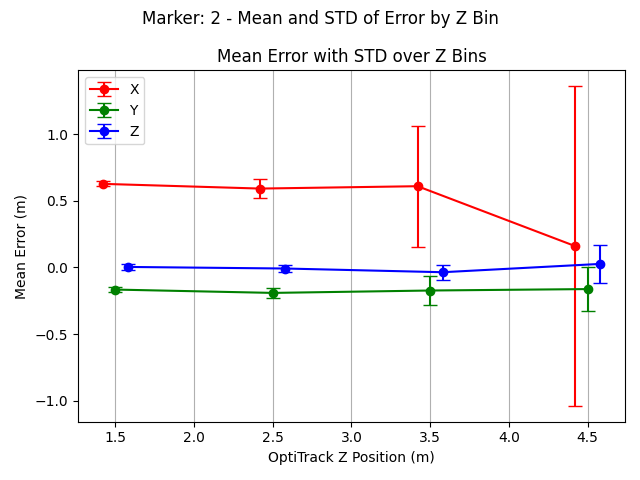 Marker: 2 - Mean and STD of Error by Z Bin
Mean Error with STD over Z Bins
X
Y
Z
1.0
0.5
0.0
−0.5
−1.0
Mean Error (m)
1.5 2.0 2.5 3.0 3.5 4.0 4.5
OptiTrack Z Position (m)